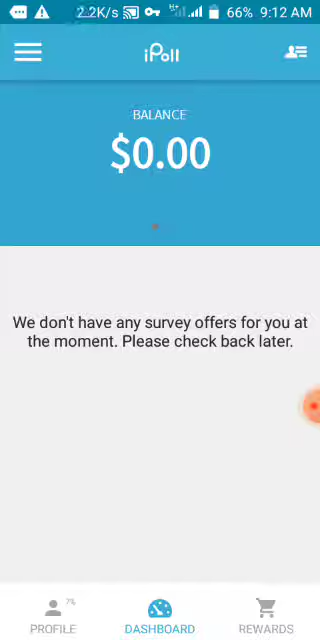 2.2K/s H+ 66% 9:12 AM
iPoll
BALANCE
$0.00
We don't have any survey offers for you at
the moment. Please check back later.
7%
PROFILE DASHBOARD REWARDS